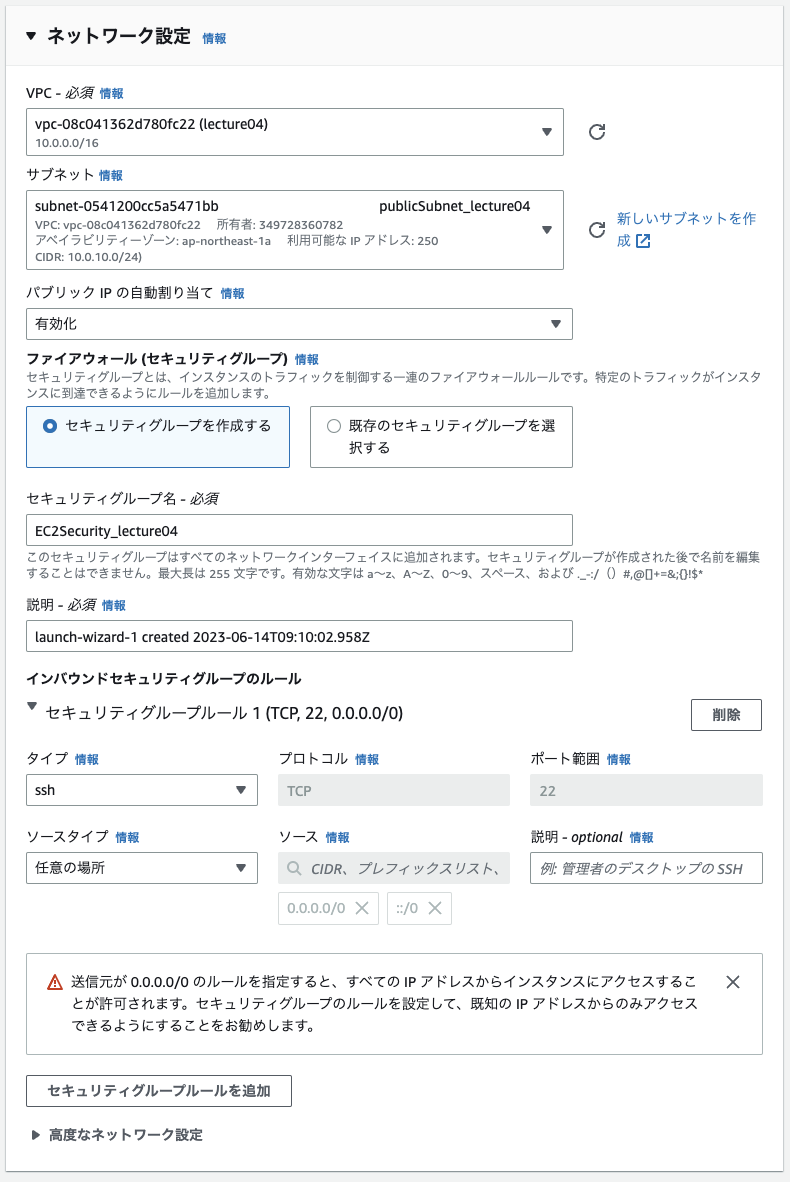 ネットワーク設定 情報
VPC - 必須 情報
vpc-08c041362d780fc22 (lecture04)
10.0.0.0/16
サブネット 情報
subnet-0541200cc5a5471bb publicSubnet_lecture04
VPC: vpc-08c041362d780fc22 所有者: 349728360782
アベイラビリティーゾーン: ap-northeast-1a 利用可能な IP アドレス: 250
CIDR: 10.0.10.0/24)
新しいサブネットを作
成
パブリック IP の自動割り当て 情報
有効化
ファイアウォール (セキュリティグループ) 情報
セキュリティグループとは、インスタンスのトラフィックを制御する一連のファイアウォールルールです。特定のトラフィックがインスタ
ンスに到達できるようにルールを追加します。
セキュリティグループを作成する
既存のセキュリティグループを選
択する
セキュリティグループ名 - 必須
EC2Security_lecture04
このセキュリティグループはすべてのネットワークインターフェイスに追加されます。セキュリティグループが作成された後で名前を編集
することはできません。最大長は 255 文字です。有効な文字は a～z、A～Z、0～9、スペース、および ._-:/（）#,@[]+=&;{}!$*
説明 - 必須 情報
launch-wizard-1 created 2023-06-14T09:10:02.958Z
インバウンドセキュリティグループのルール
セキュリティグループルール 1 (TCP, 22, 0.0.0.0/0)
削除
タイプ 情報
プロトコル 情報
ポート範囲 情報
ssh
TCP
22
ソースタイプ 情報
ソース 情報
説明 - optional 情報
任意の場所
CIDR、プレフィックスリスト、
例: 管理者のデスクトップの SSH
0.0.0.0/0
::/0
送信元が 0.0.0.0/0 のルールを指定すると、すべての IP アドレスからインスタンスにアクセスするこ
とが許可されます。セキュリティグループのルールを設定して、既知の IP アドレスからのみアクセス
できるようにすることをお勧めします。
セキュリティグループルールを追加
高度なネットワーク設定